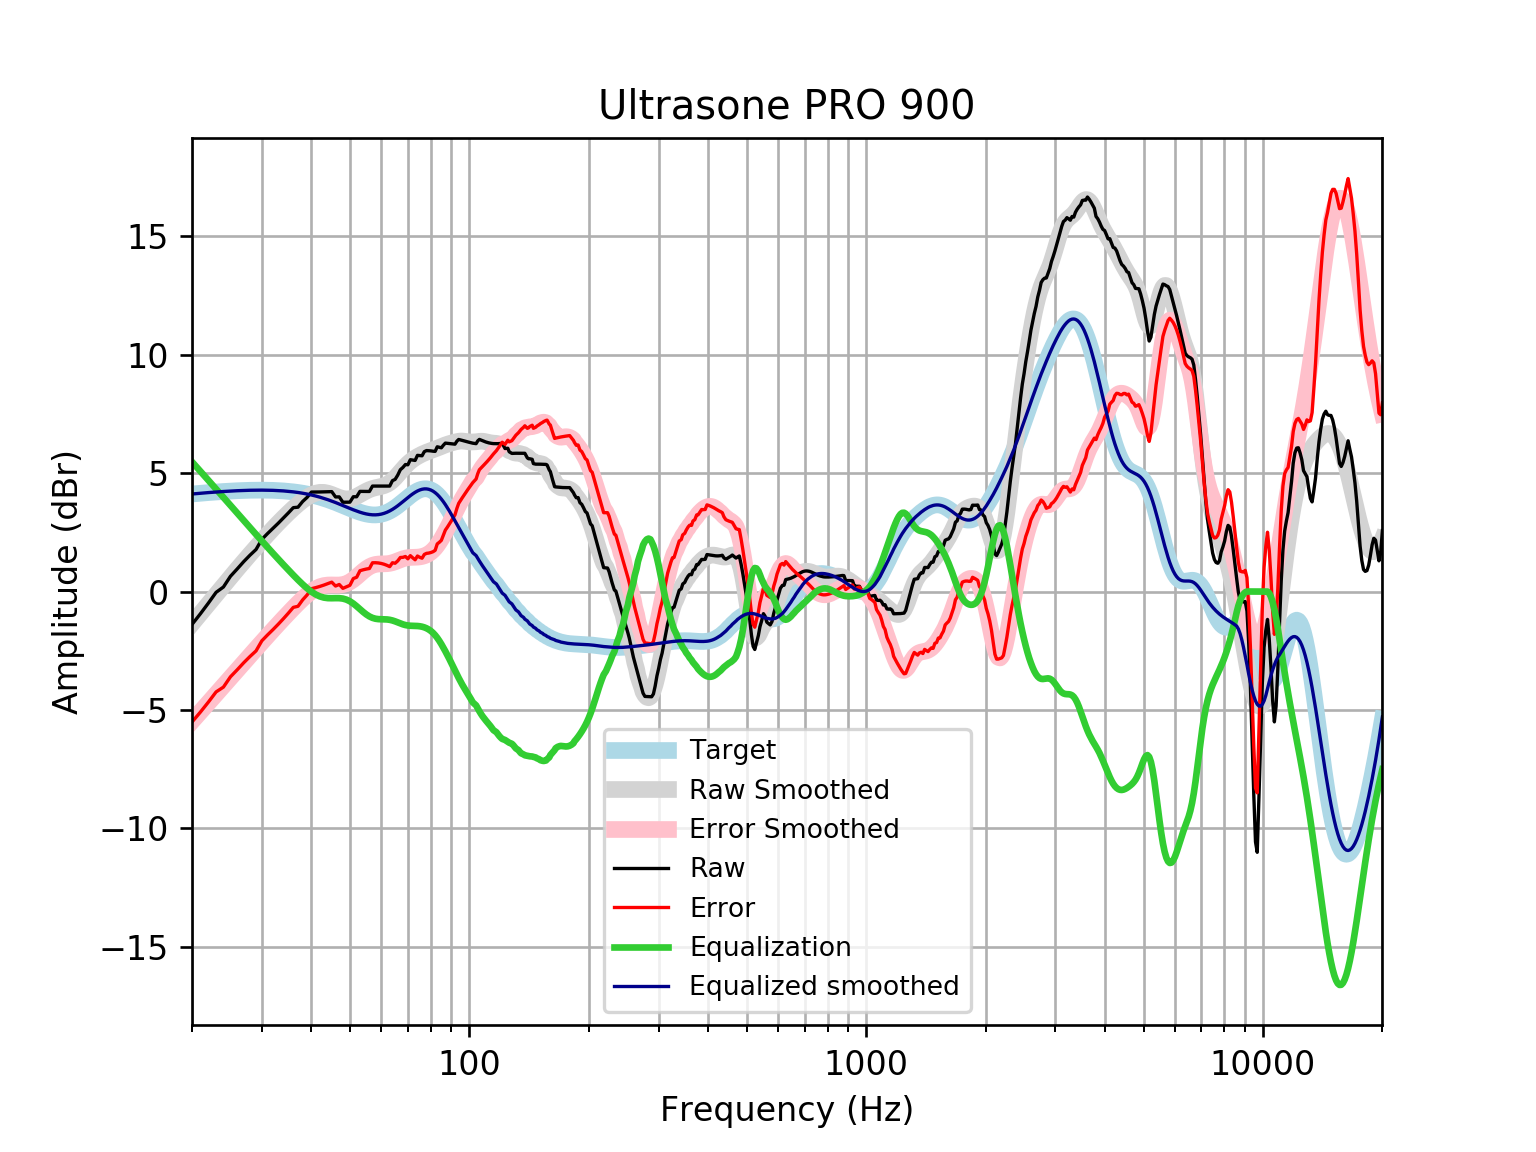 Ultrasone PRO 900
Amplitude (dBr)
15
10
5
0
−5
−10
−15
Target
Raw Smoothed
Error Smoothed
Raw
Error
Equalization
Equalized smoothed
100
1000
10000
Frequency (Hz)